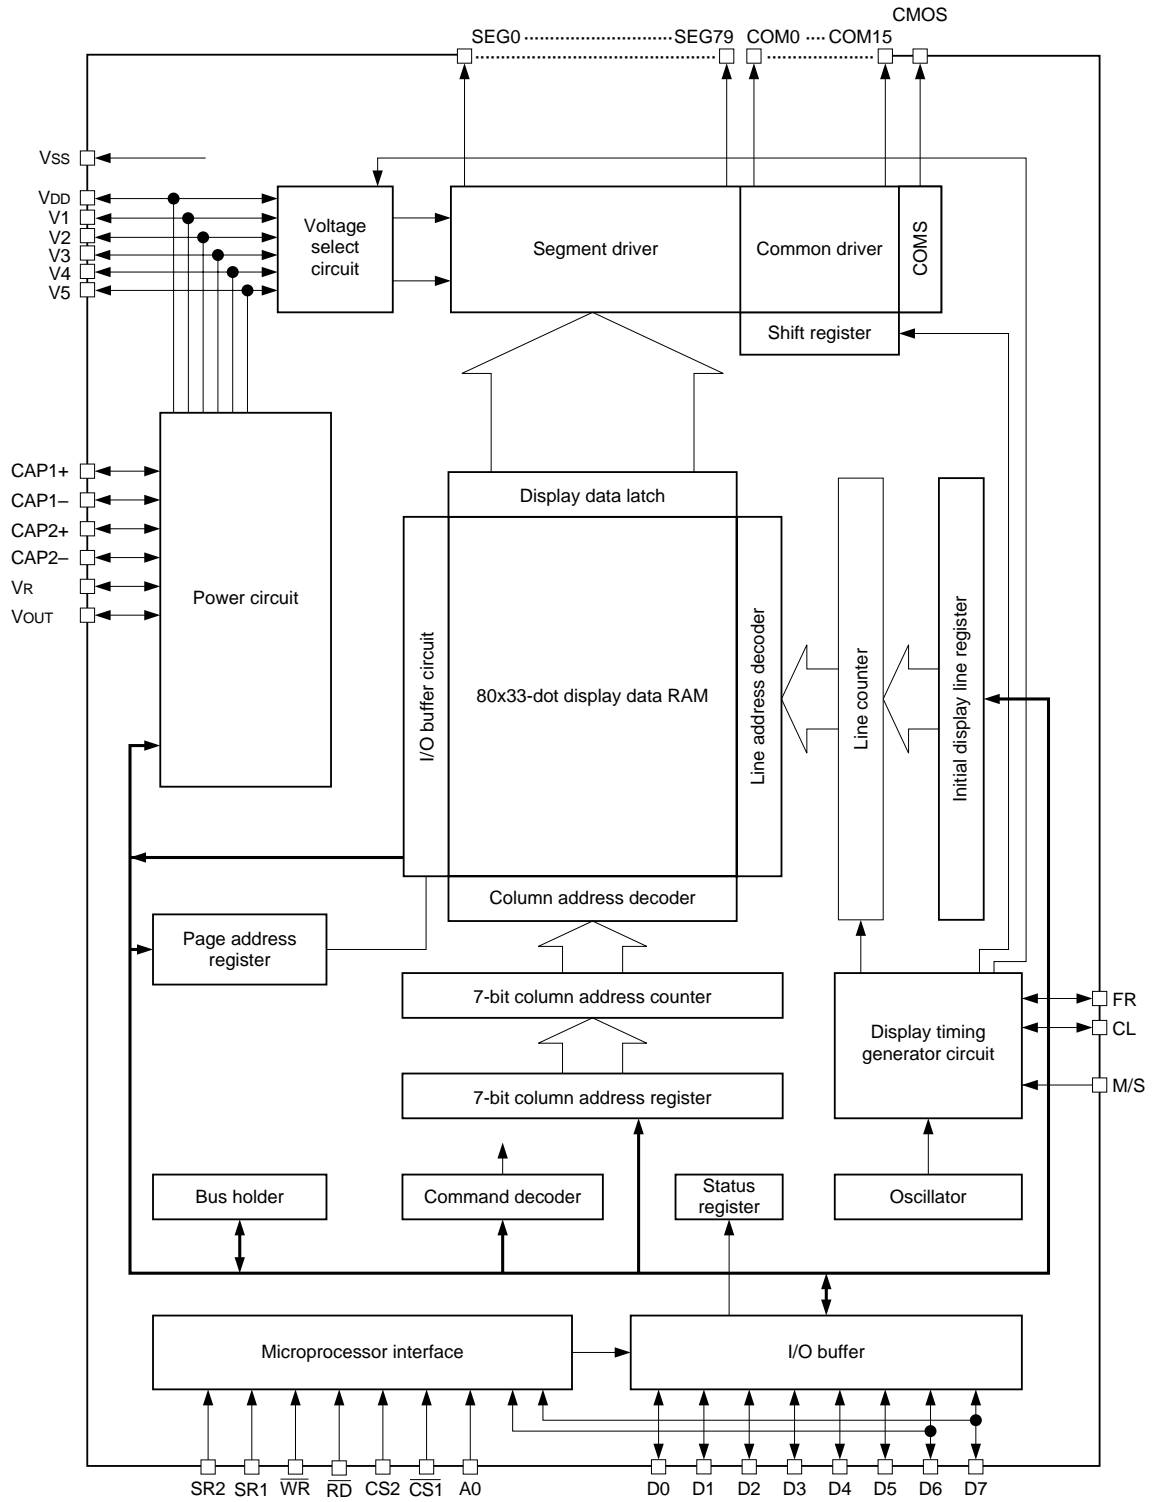 CMOS
SEG0 SEG79 COM0 COM15
VSS
VDD
V1
V2
V3
V4
V5
Voltage
select
circuit
Segment driver
Common driver
COMS
Shift register
CAP1+
CAP1–
CAP2+
CAP2–
VR
VOUT
Power circuit
Display data latch
I/O buffer circuit
80x33-dot display data RAM
Line address decoder
Line counter
Initial display line register
Column address decoder
Page address
register
7-bit column address counter
7-bit column address register
Display timing
generator circuit
FR
CL
M/S
Bus holder
Command decoder
Status
register
Oscillator
Microprocessor interface
I/O buffer
SR2 SR1 WR RD CS2 CS1 A0 D0 D1 D2 D3 D4 D5 D6 D7